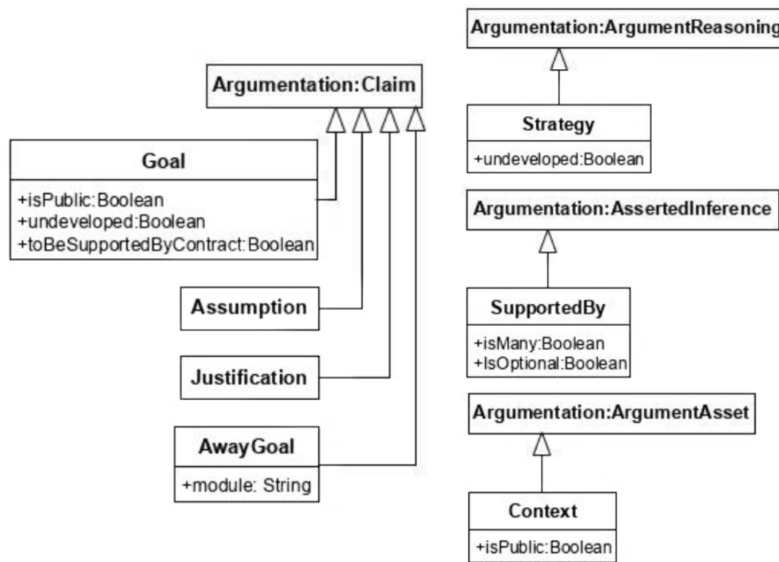 Argumentation:Claim
Goal
+isPublic:Boolean
+undeveloped:Boolean
+toBeSupportedByContract:Boolean
Assumption
Justification
AwayGoal
+module: String
Argumentation:ArgumentReasoning
Strategy
+undeveloped:Boolean
Argumentation:AssertedInference
SupportedBy
+isMany:Boolean
+IsOptional:Boolean
Argumentation:ArgumentAsset
Context
+isPublic:Boolean